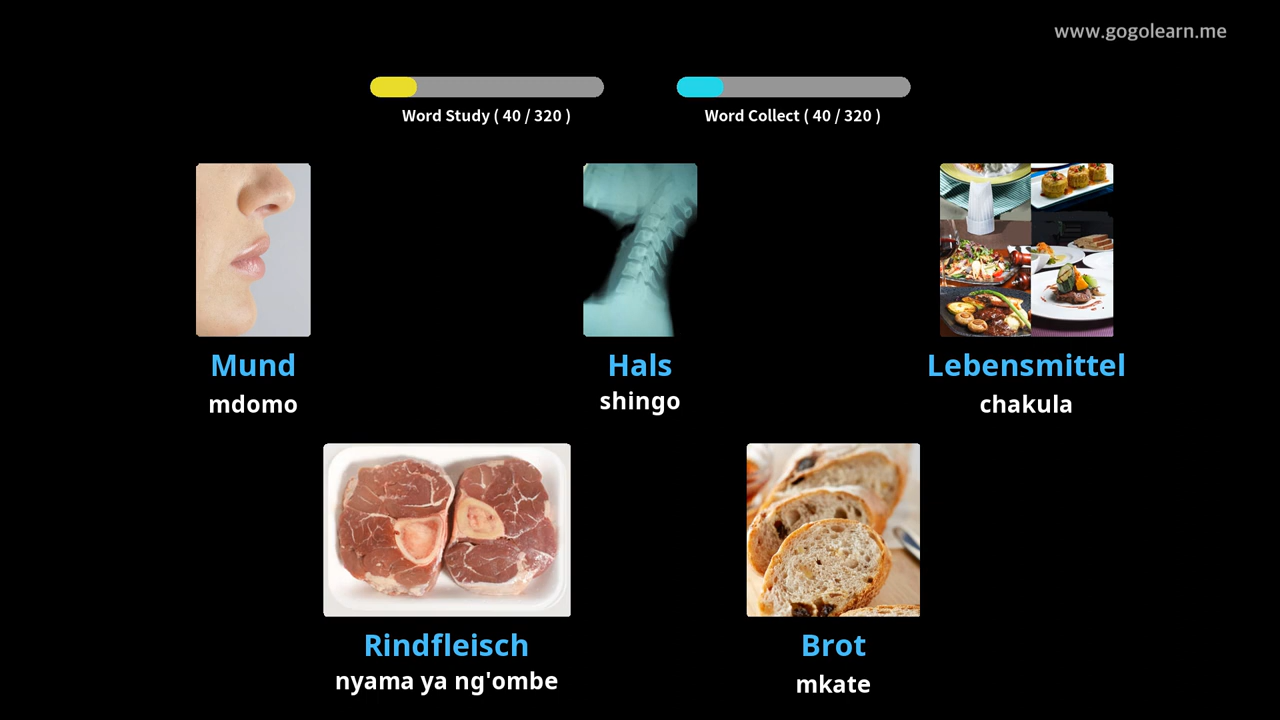 www.gogolearn.me
Word Study ( 40 / 320 )
Word Collect ( 40 / 320 )
Mund
mdomo
Hals
shingo
Lebensmittel
chakula
Rindfleisch
nyama ya ng'ombe
Brot
mkate